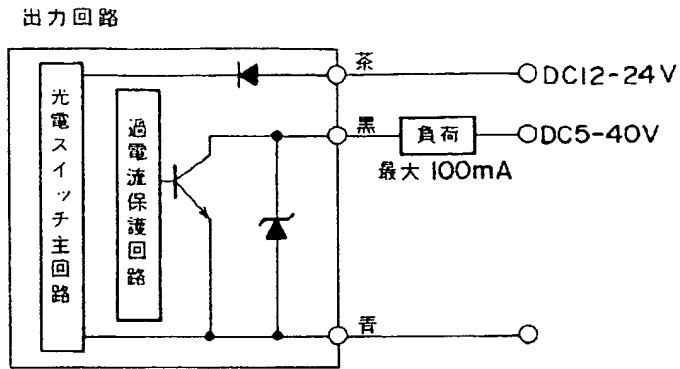 出力回路
茶
DC12-24V
光電スイッチ主回路
過電流保護回路
黒
負荷
DC5-40V
最大 100mA
青